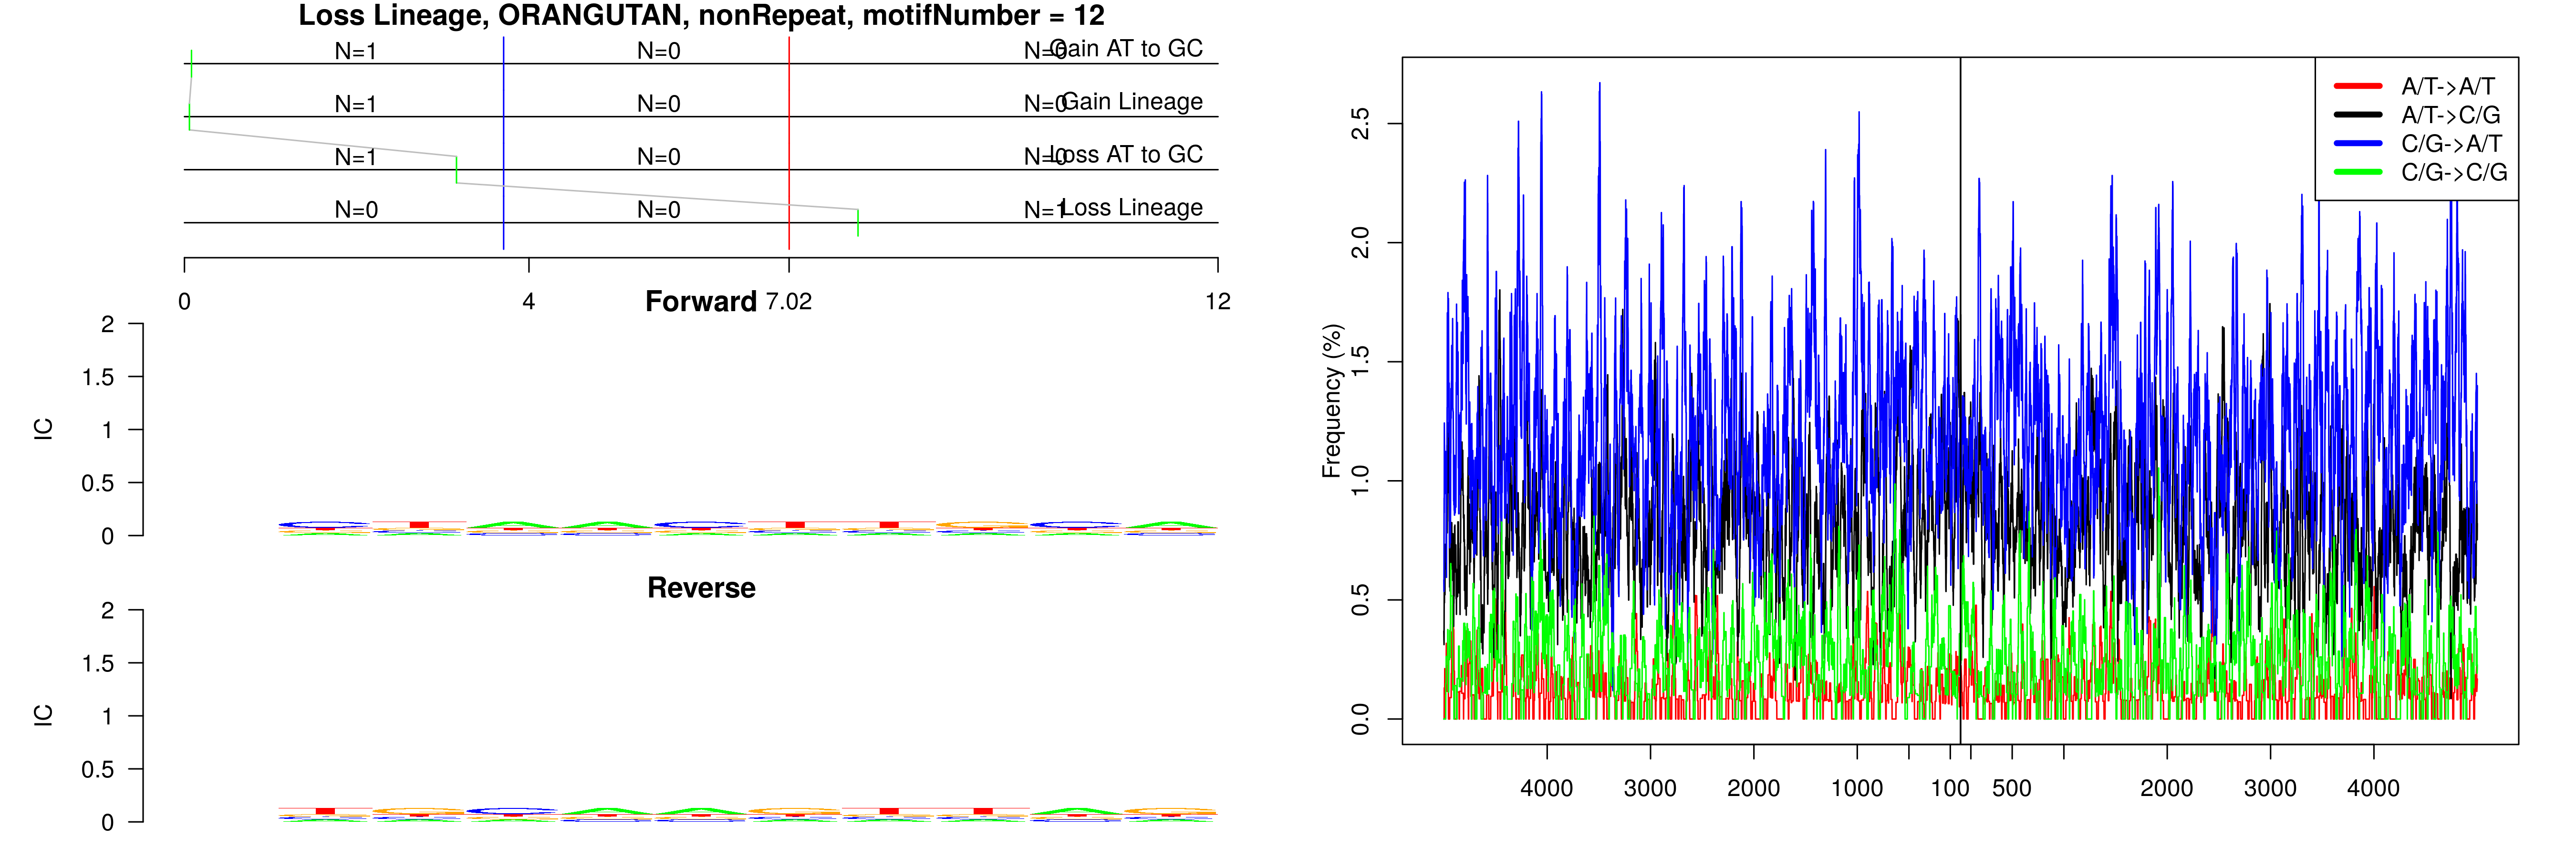 Loss Lineage, ORANGUTAN, nonRepeat, motifNumber = 12
N=1 N=0 N=0 Gain AT to GC
N=1 N=0 N=0 Gain Lineage
N=1 N=0 N=0 Loss AT to GC
N=0 N=0 N=1 Loss Lineage
0 4 7.02 12
Forward
2
1.5
1
0.5
0
IC
C T A A C T T G C A
Reverse
2
1.5
1
0.5
0
IC
T G C A A G T T A G
Frequency (%)
2.5
2.0
1.5
1.0
0.5
0.0
4000 3000 2000 1000 100 500 2000 3000 4000
A/T->A/T
A/T->C/G
C/G->A/T
C/G->C/G